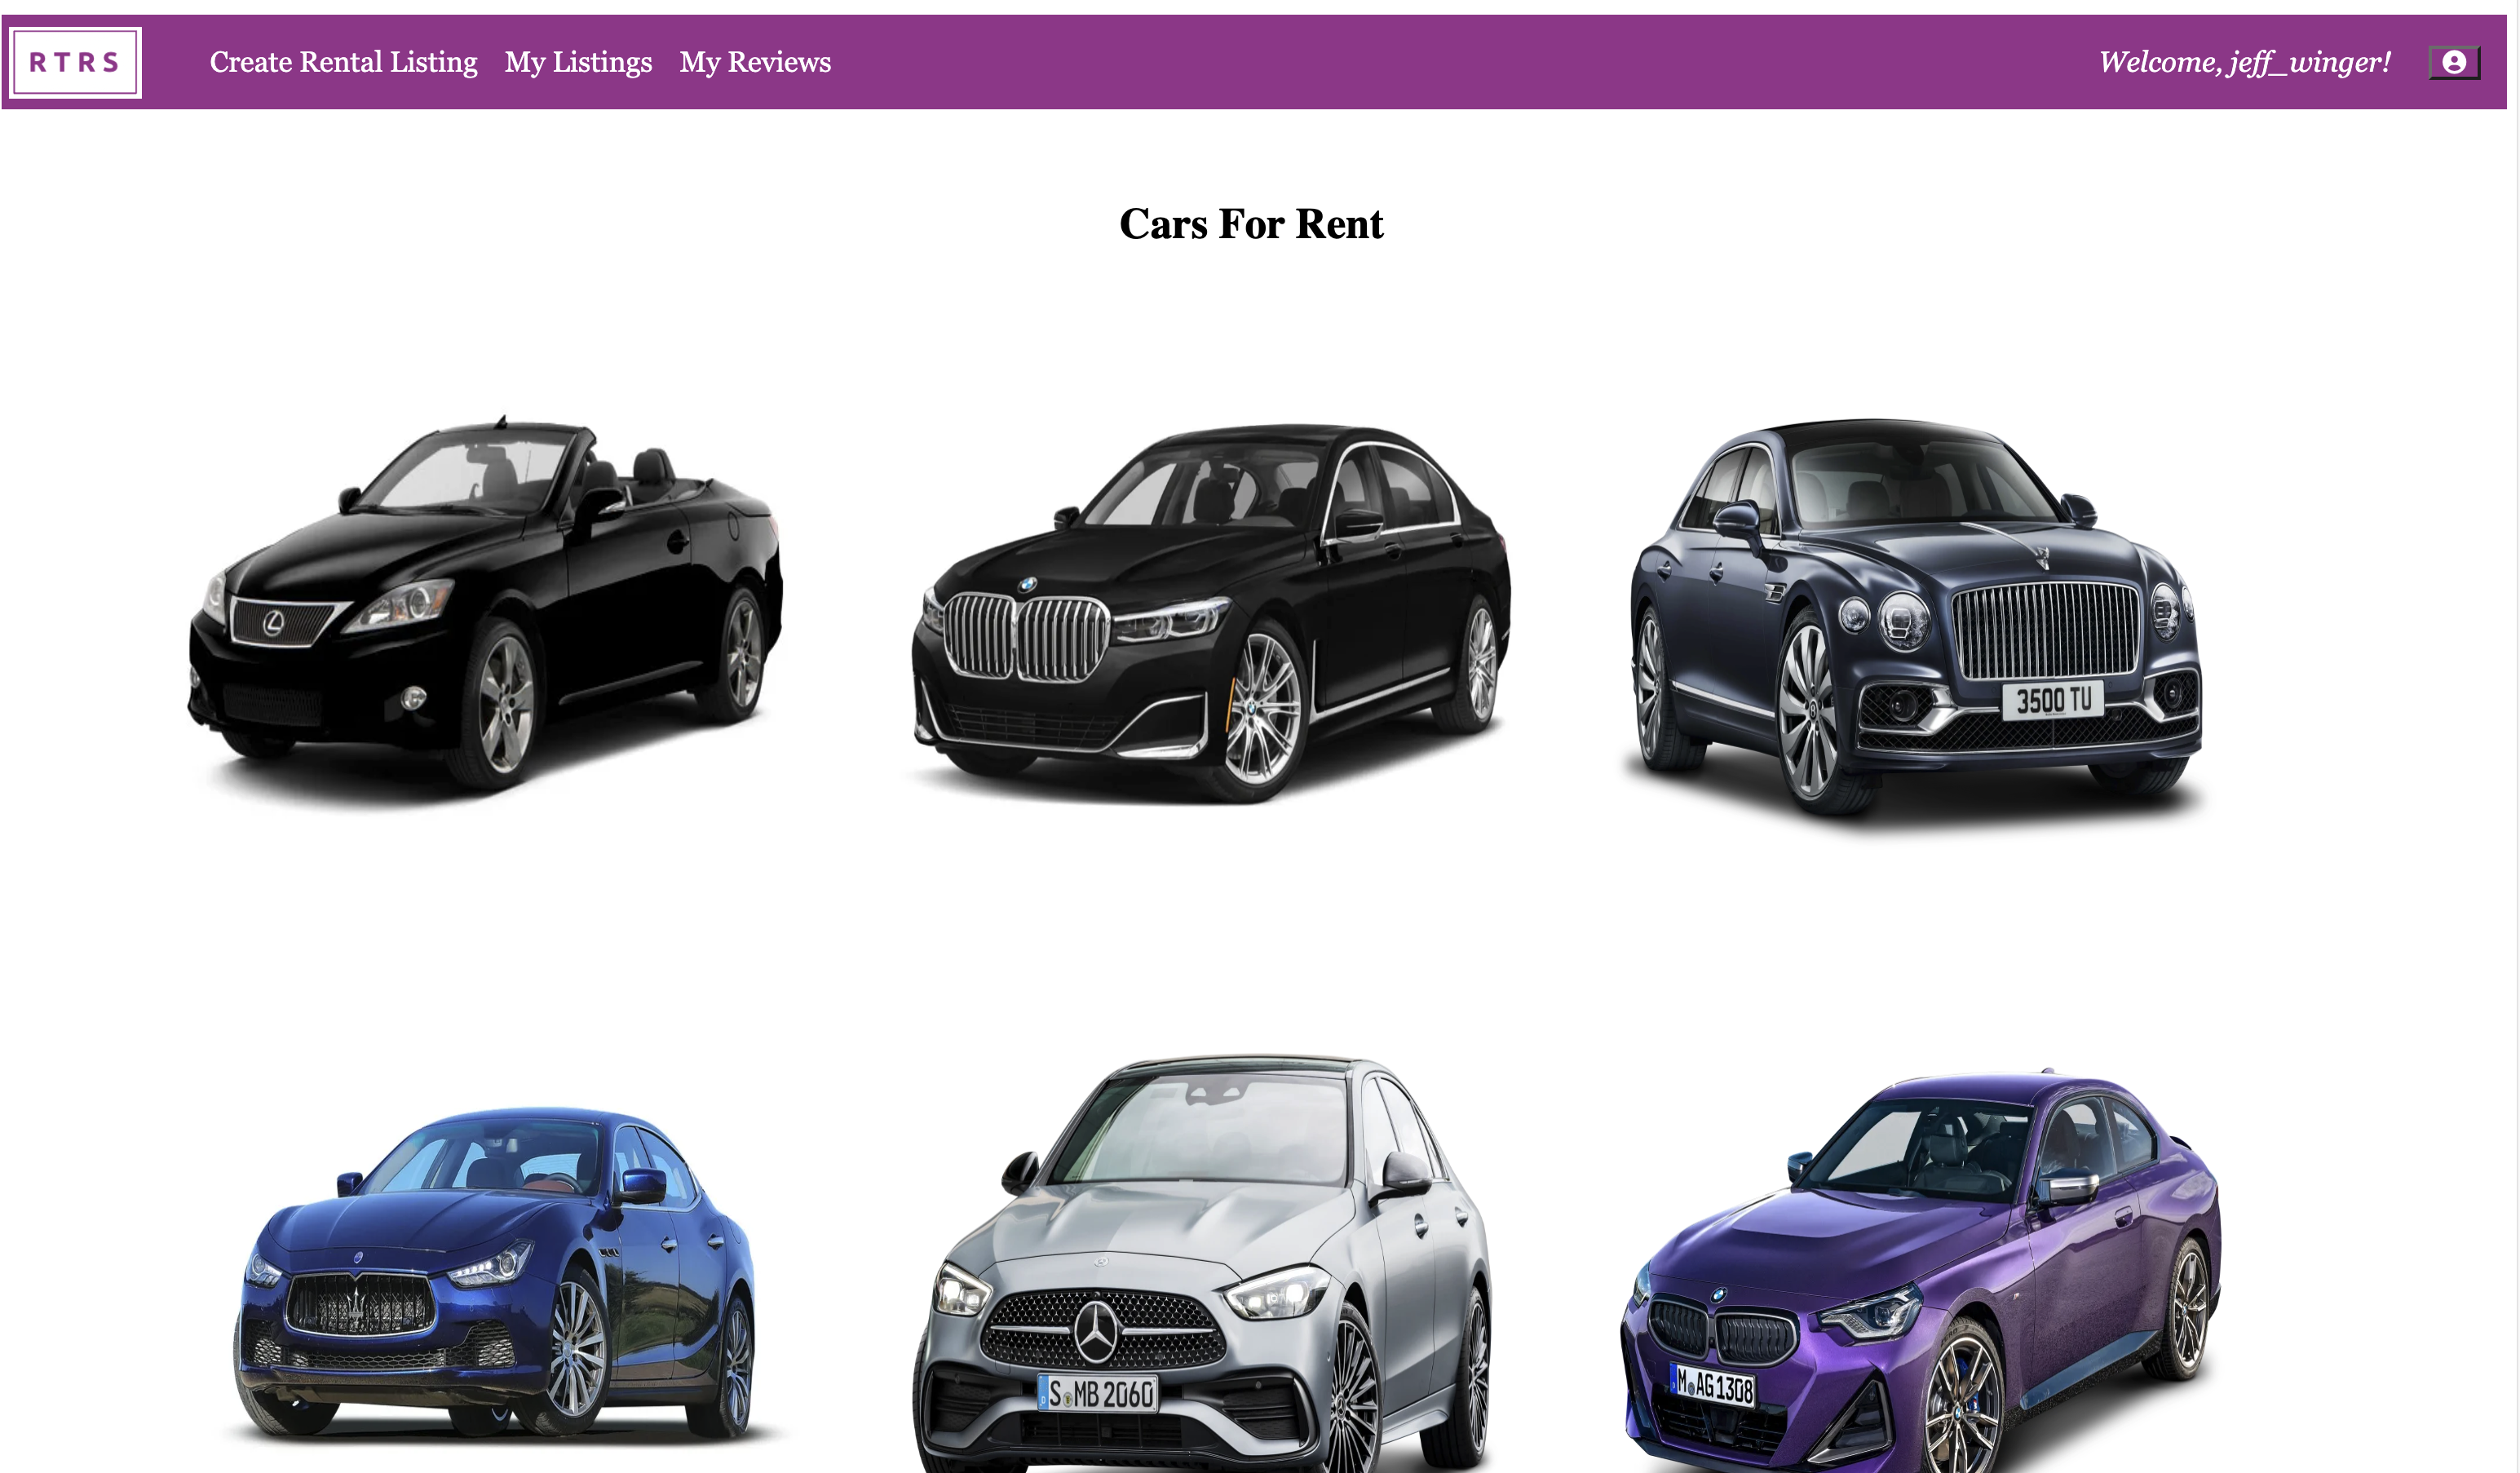 RTRS
Create Rental Listing
My Listings
My Reviews
Welcome, jeff_winger!
Cars For Rent
3500 TU
S MB 2060
M AG 1308